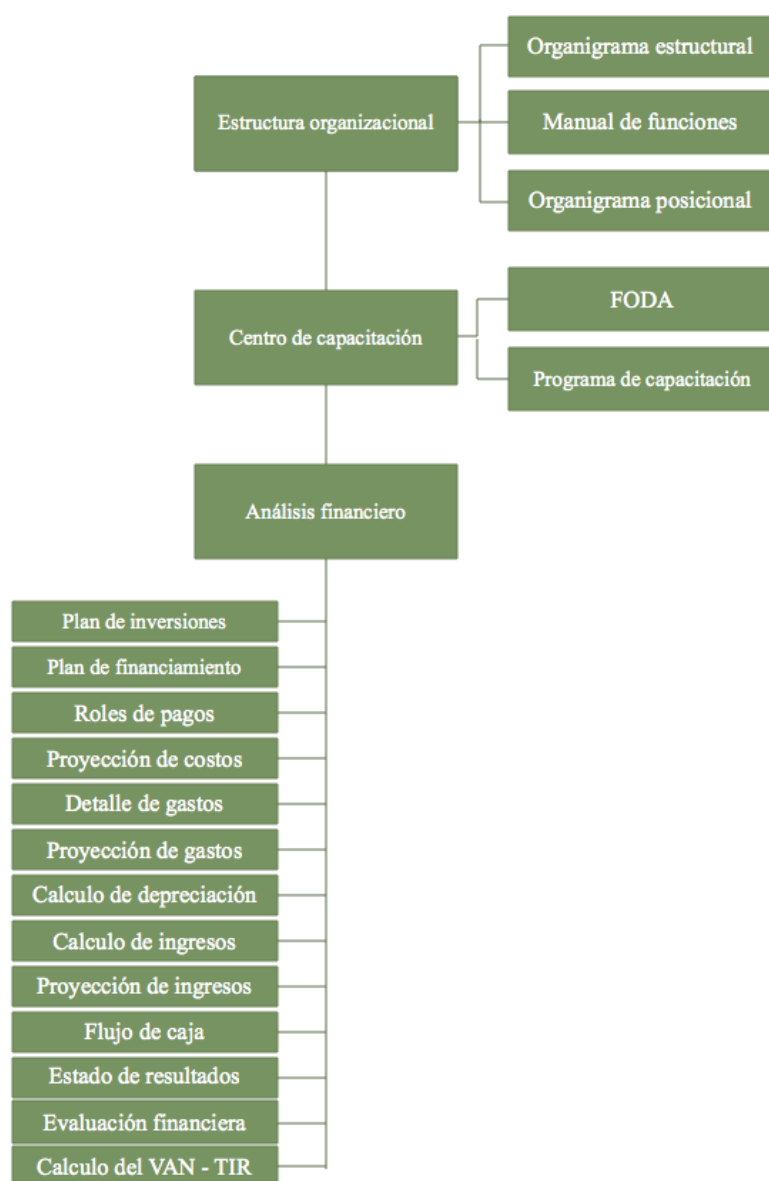 Estructura organizacional
Organigrama estructural
Manual de funciones
Organigrama posicional
Centro de capacitación
FODA
Programa de capacitación
Análisis financiero
Plan de inversiones
Plan de financiamiento
Roles de pagos
Proyección de costos
Detalle de gastos
Proyección de gastos
Calculo de depreciación
Calculo de ingresos
Proyección de ingresos
Flujo de caja
Estado de resultados
Evaluación financiera
Calculo del VAN - TIR